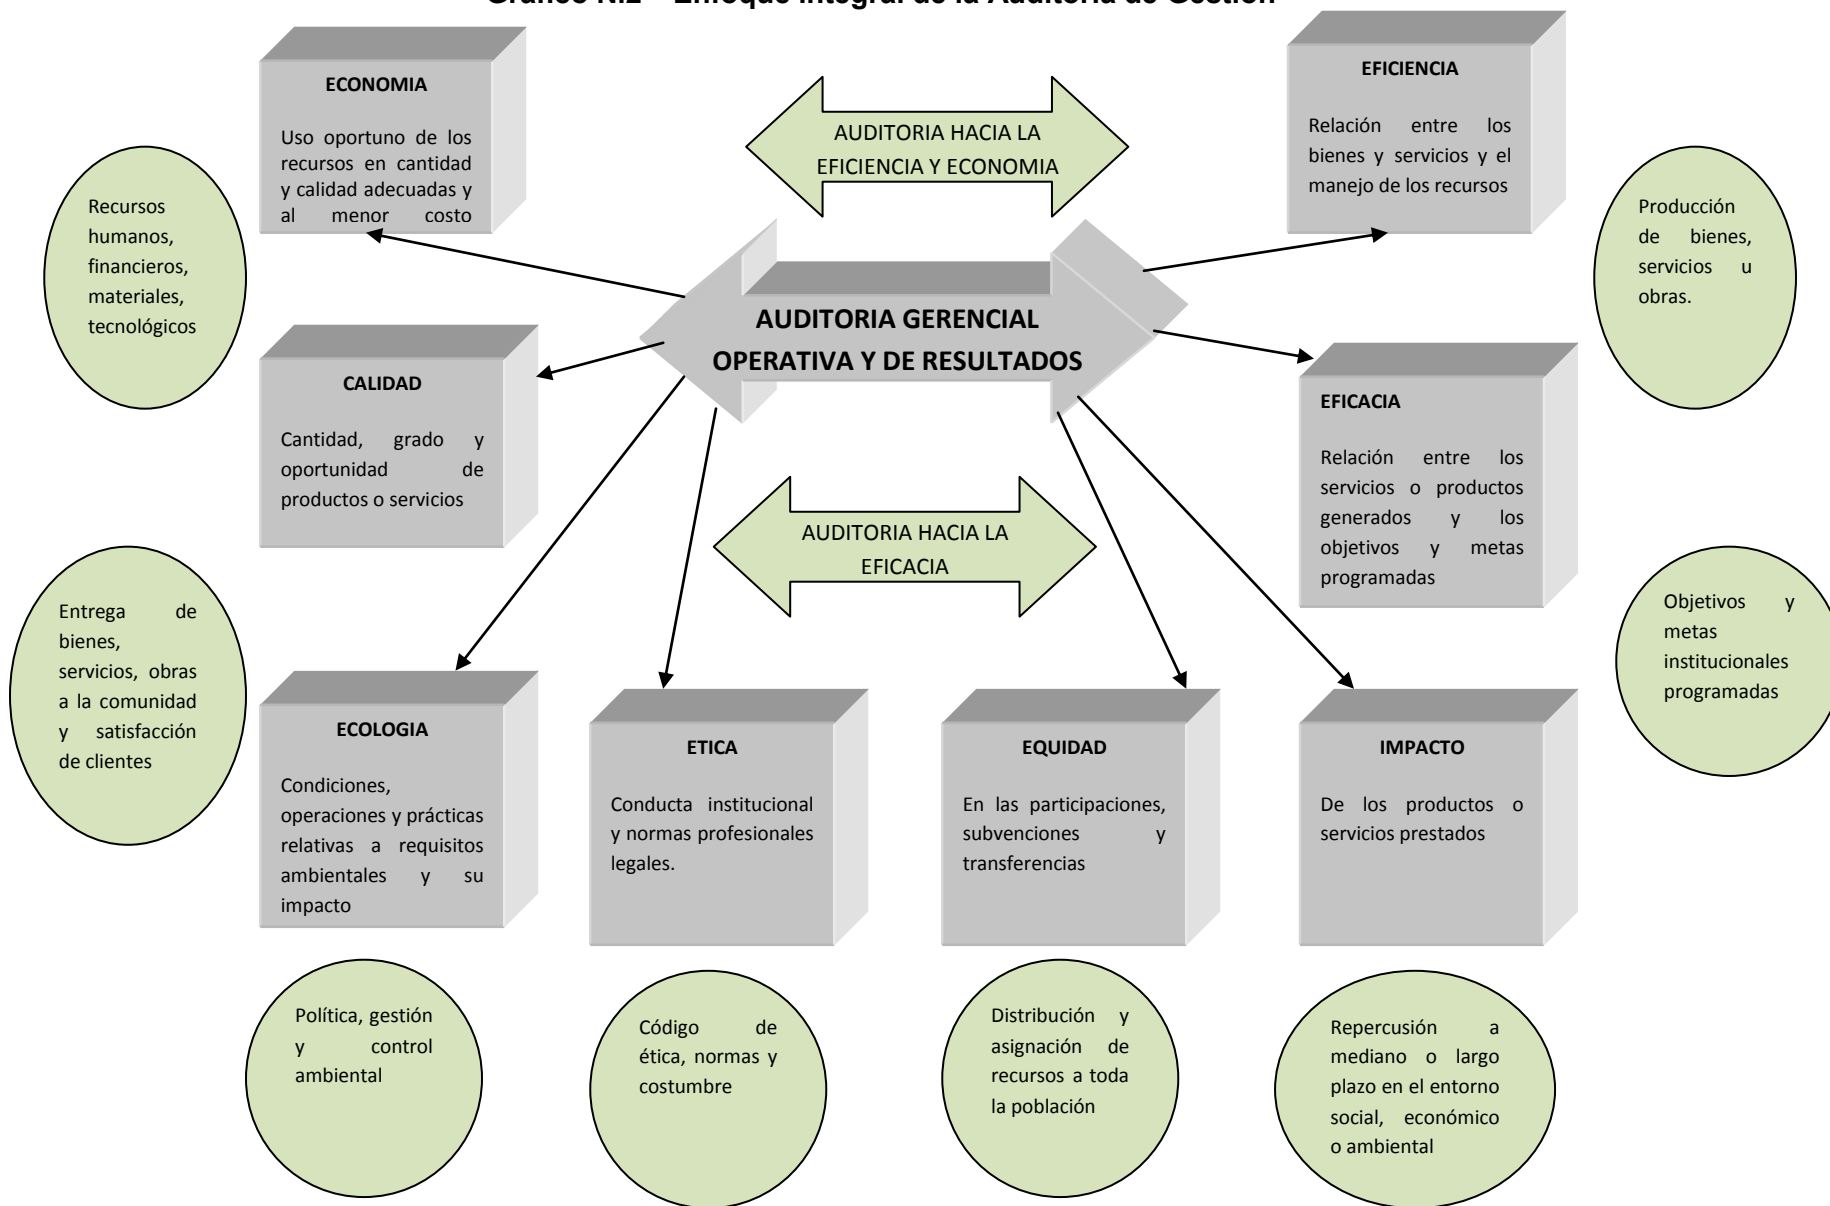 Gráfico N.2 – Enfoque integral de la Auditoría de Gestión
ECONOMIA
Uso oportuno de los
recursos en cantidad
y calidad adecuadas y
al menor costo
AUDITORIA HACIA LA
EFICIENCIA Y ECONOMIA
EFICIENCIA
Relación entre los
bienes y servicios y el
manejo de los recursos
Recursos
humanos,
financieros,
materiales,
tecnológicos
Producción
de bienes,
servicios u
obras.
AUDITORIA GERENCIAL
OPERATIVA Y DE RESULTADOS
CALIDAD
Cantidad, grado y
oportunidad de
productos o servicios
EFICACIA
Relación entre los
servicios o productos
generados y los
objetivos y metas
programadas
AUDITORIA HACIA LA
EFICACIA
Entrega de
bienes,
servicios, obras
a la comunidad
y satisfacción
de clientes
Objetivos y
metas
institucionales
programadas
ECOLOGIA
Condiciones,
operaciones y prácticas
relativas a requisitos
ambientales y su
impacto
ETICA
Conducta institucional
y normas profesionales
legales.
EQUIDAD
En las participaciones,
subvenciones y
transferencias
IMPACTO
De los productos o
servicios prestados
Política, gestión
y control
ambiental
Código de
ética, normas y
costumbre
Distribución y
asignación de
recursos a toda
la población
Repercusión a
mediano o largo
plazo en el entorno
social, económico
o ambiental